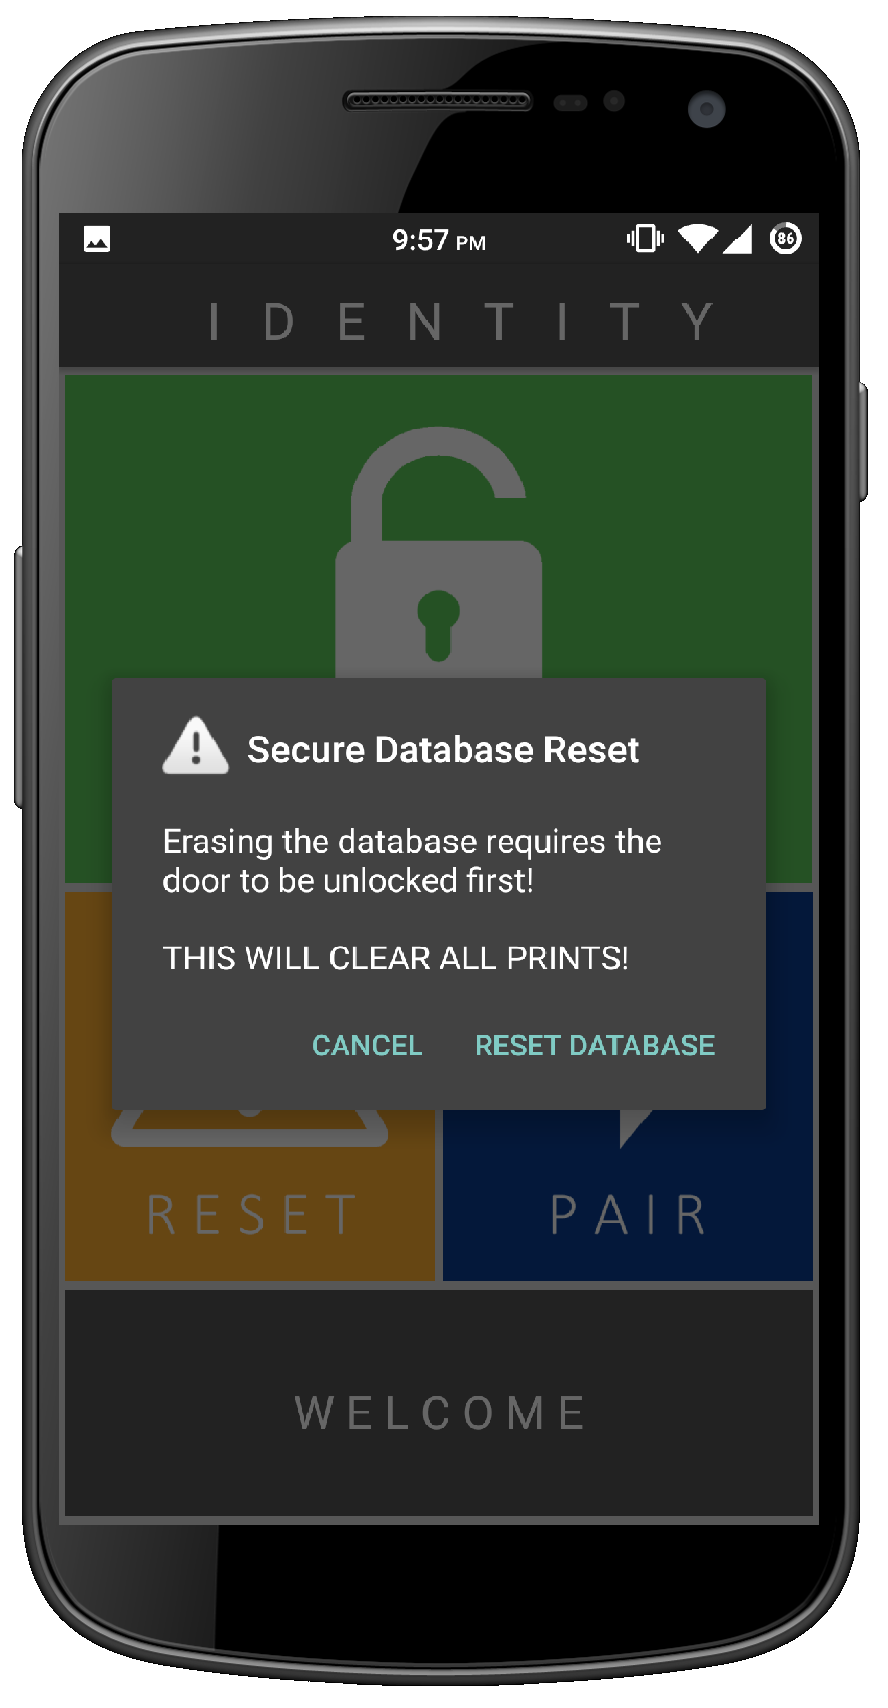 9:57 PM
86
IDENTITY
Secure Database Reset
Erasing the database requires the
door to be unlocked first!
THIS WILL CLEAR ALL PRINTS!
CANCEL RESET DATABASE
RESET PAIR
WELCOME